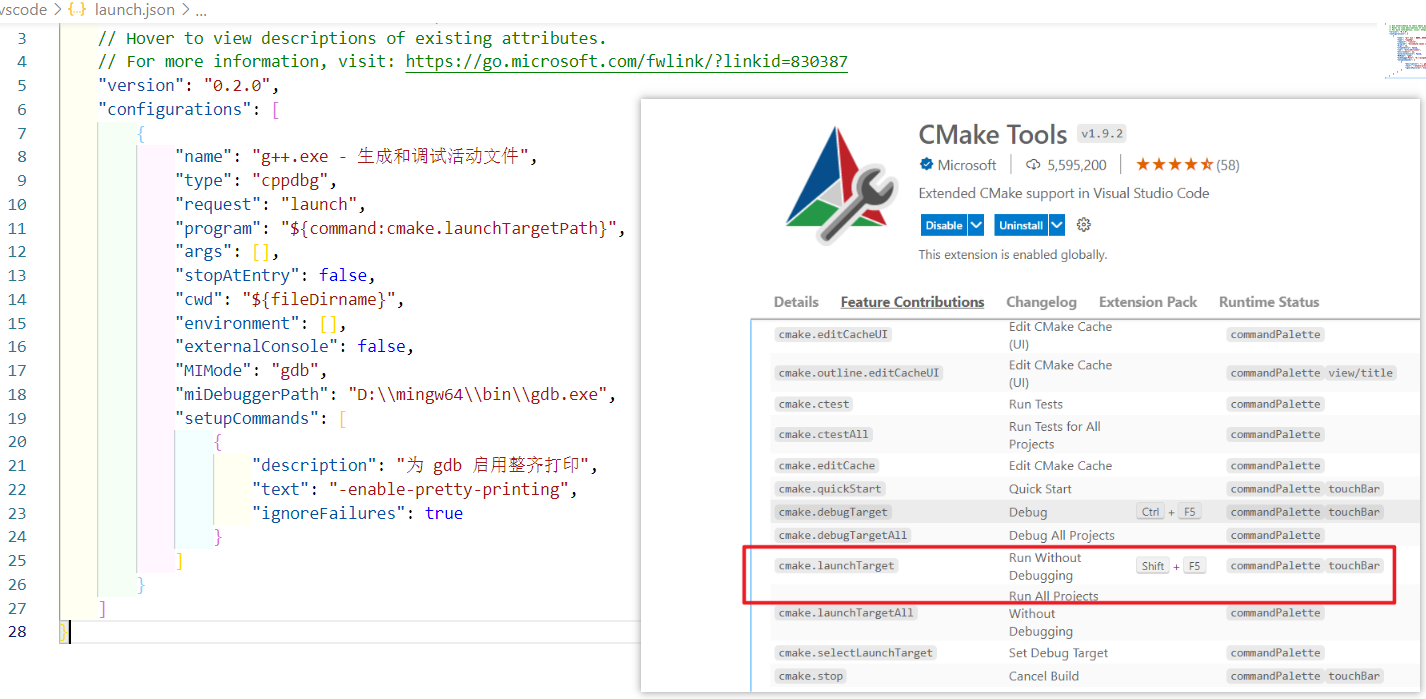 vscode > {..} launch.json > ...
3 // Hover to view descriptions of existing attributes.
4 // For more information, visit: https://go.microsoft.com/fwlink/?linkid=830387
5 "version": "0.2.0",
6 "configurations": [
7 {
8 "name": "g++.exe - 生成和调试活动文件",
9 "type": "cppdbg",
10 "request": "launch",
11 "program": "${command:cmake.launchTargetPath}",
12 "args": [],
13 "stopAtEntry": false,
14 "cwd": "${fileDirname}",
15 "environment": [],
16 "externalConsole": false,
17 "MIMode": "gdb",
18 "miDebuggerPath": "D:\\mingw64\\bin\\gdb.exe",
19 "setupCommands": [
20 {
21 "description": "为 gdb 启用整齐打印",
22 "text": "-enable-pretty-printing",
23 "ignoreFailures": true
24 }
25 ]
26 }
27 ]
28 }
CMake Tools v1.9.2
Microsoft 5,595,200 (58)
Extended CMake support in Visual Studio Code
Disable Uninstall
This extension is enabled globally.
Details Feature Contributions Changelog Extension Pack Runtime Status
cmake.editCacheUI Edit CMake Cache (UI) commandPalette
cmake.outline.editCacheUI Edit CMake Cache (UI) commandPalette view/title
cmake.ctest Run Tests commandPalette
cmake.ctestAll Run Tests for All Projects commandPalette
cmake.editCache Edit CMake Cache commandPalette
cmake.quickStart Quick Start commandPalette touchBar
cmake.debugTarget Debug Ctrl + F5 commandPalette touchBar
cmake.debugTargetAll Debug All Projects commandPalette
cmake.launchTarget Run Without Debugging Shift + F5 commandPalette touchBar
cmake.launchTargetAll Run All Projects Without Debugging commandPalette
cmake.selectLaunchTarget Set Debug Target commandPalette
cmake.stop Cancel Build commandPalette touchBar